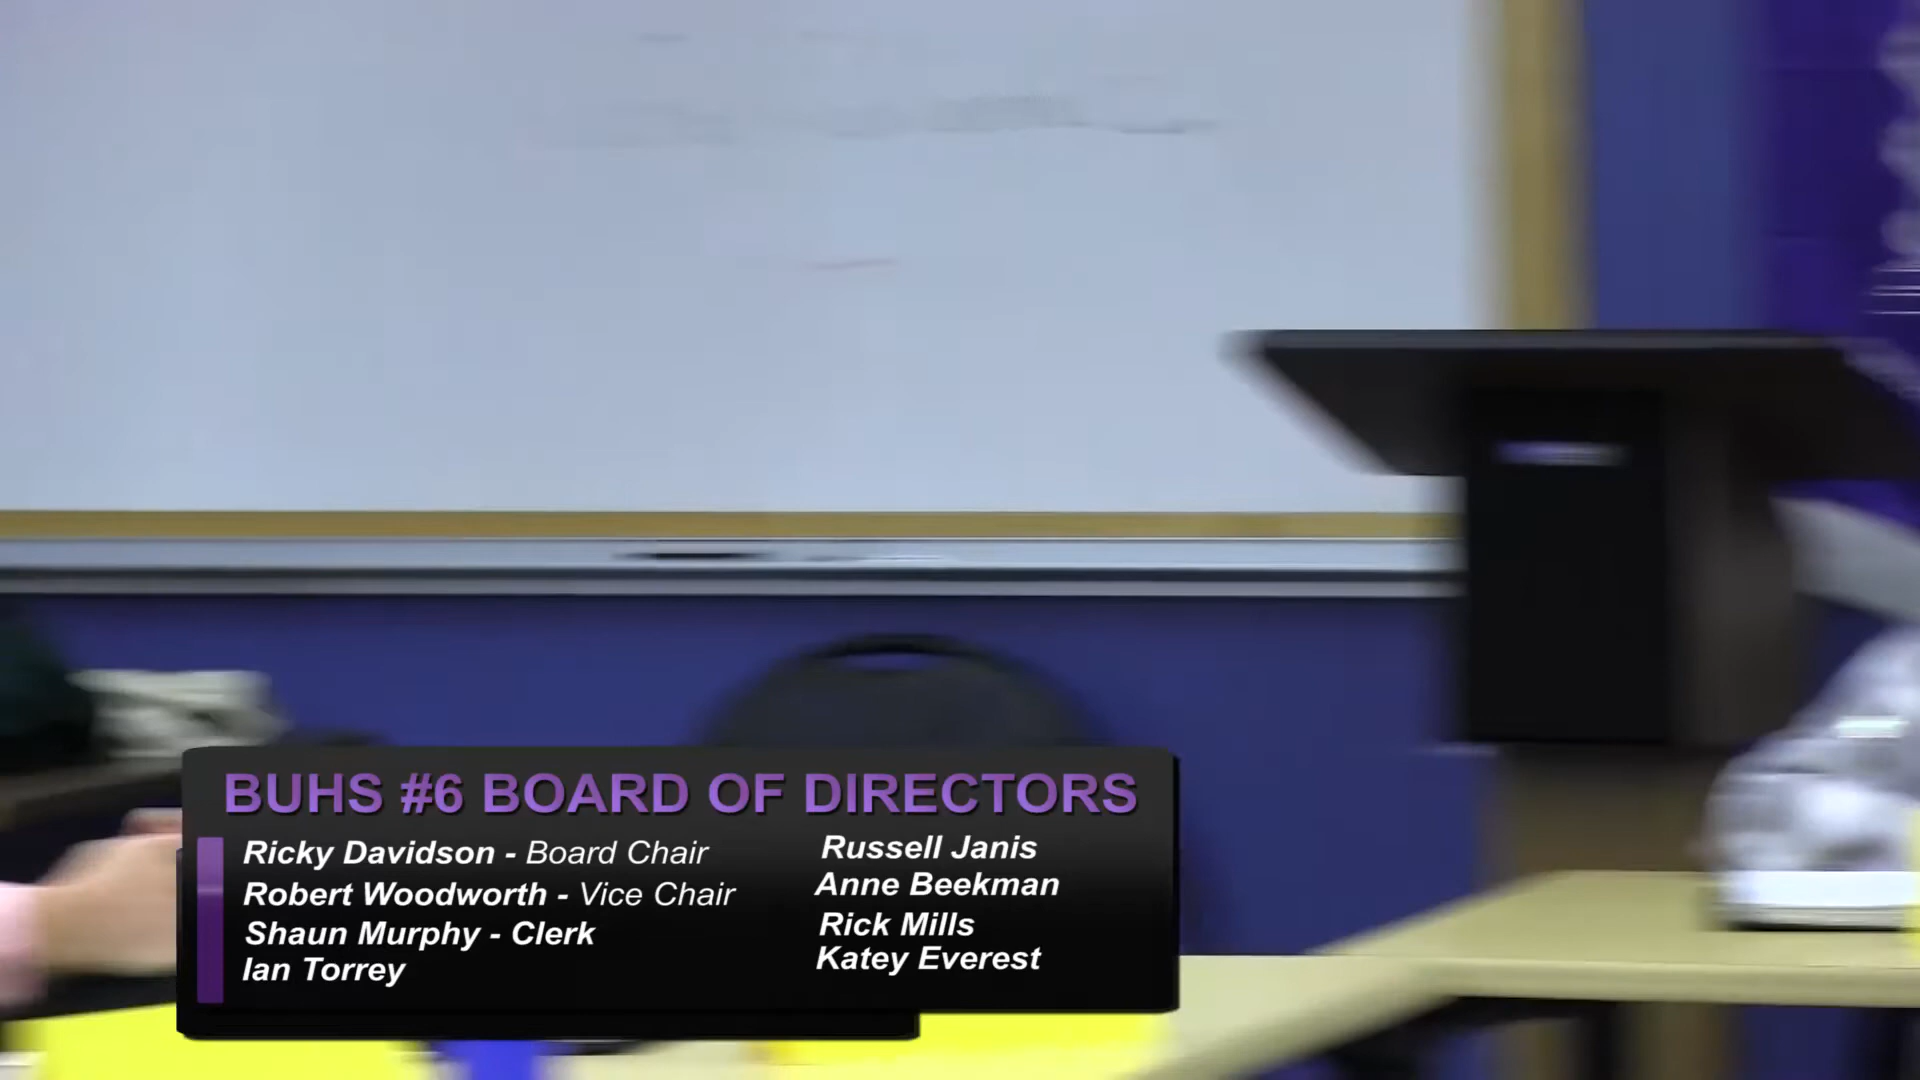 BUHS #6 BOARD OF DIRECTORS
Ricky Davidson - Board Chair
Robert Woodworth - Vice Chair
Shaun Murphy - Clerk
Ian Torrey
Russell Janis
Anne Beekman
Rick Mills
Katey Everest